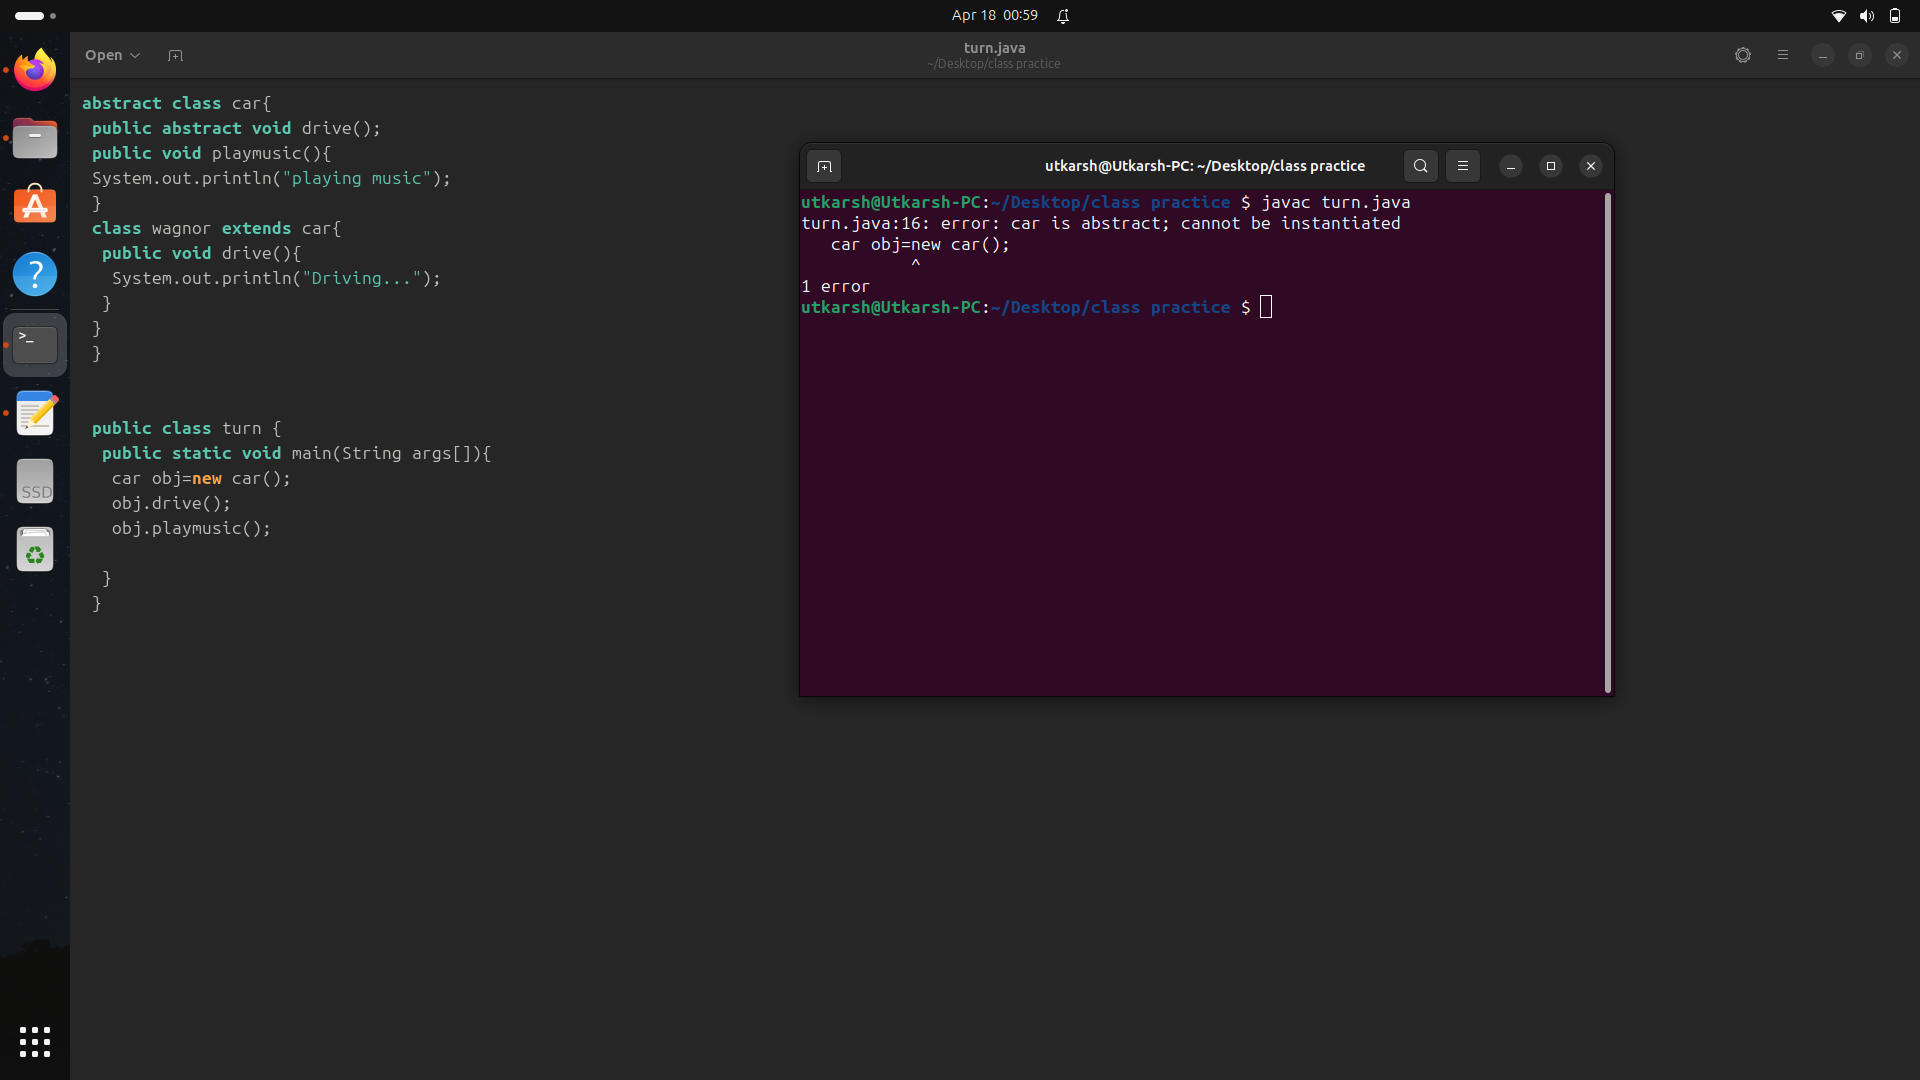 Apr 18 00:59
Open
turn.java
~/Desktop/class practice
abstract class car{
public abstract void drive();
public void playmusic(){
System.out.println("playing music");
}
class wagnor extends car{
public void drive(){
System.out.println("Driving...");
}
}
}
public class turn {
public static void main(String args[]){
car obj=new car();
obj.drive();
obj.playmusic();
}
}
utkarsh@Utkarsh-PC: ~/Desktop/class practice
utkarsh@Utkarsh-PC:~/Desktop/class practice $ javac turn.java
turn.java:16: error: car is abstract; cannot be instantiated
car obj=new car();
^
1 error
utkarsh@Utkarsh-PC:~/Desktop/class practice $
>_
?
SSD